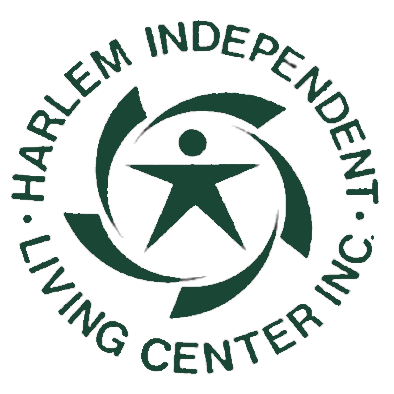 HARLEM INDEPENDENT
· LIVING CENTER INC. ·